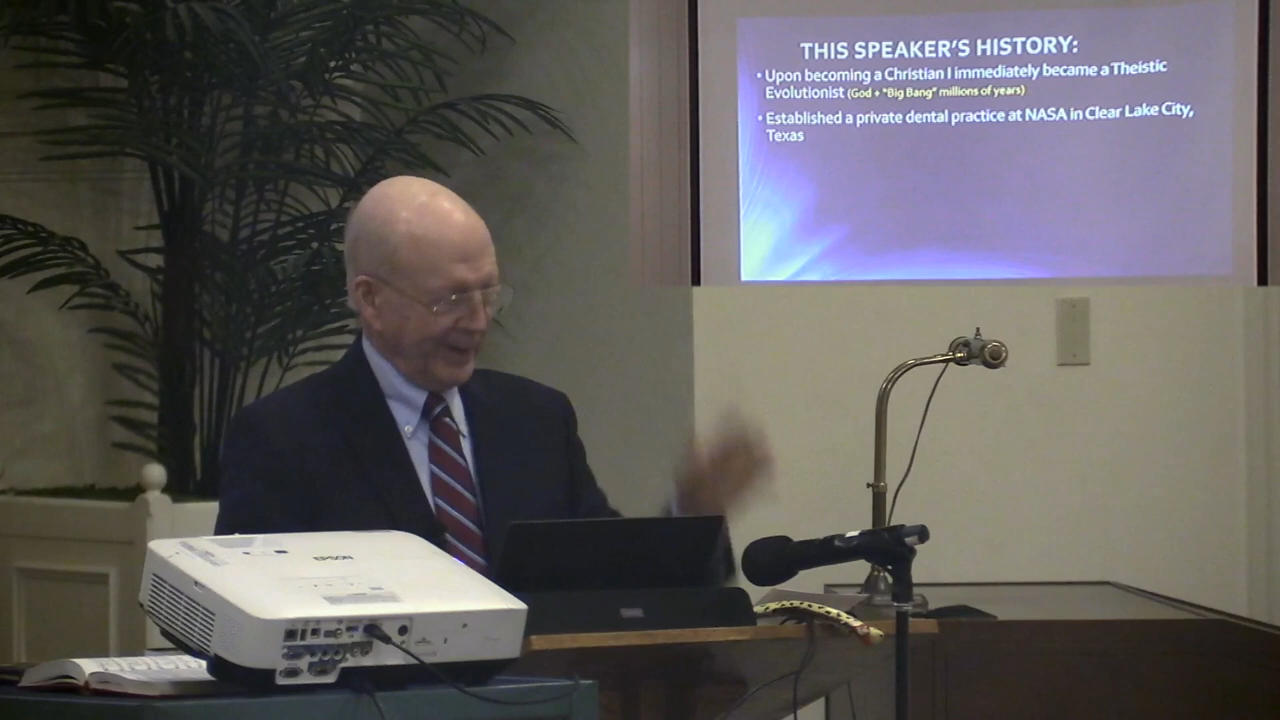 THIS SPEAKER'S HISTORY:
• Upon becoming a Christian I immediately became a Theistic
Evolutionist (God + "Big Bang" millions of years)
• Established a private dental practice at NASA in Clear Lake City,
Texas
EPSON